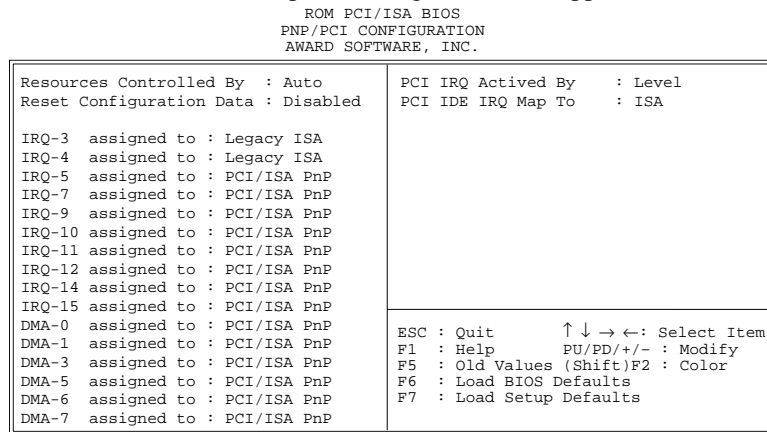 ROM PCI/ISA BIOS
PNP/PCI CONFIGURATION
AWARD SOFTWARE, INC.
Resources Controlled By : Auto
Reset Configuration Data : Disabled
IRQ-3 assigned to : Legacy ISA
IRQ-4 assigned to : Legacy ISA
IRQ-5 assigned to : PCI/ISA PnP
IRQ-7 assigned to : PCI/ISA PnP
IRQ-9 assigned to : PCI/ISA PnP
IRQ-10 assigned to : PCI/ISA PnP
IRQ-11 assigned to : PCI/ISA PnP
IRQ-12 assigned to : PCI/ISA PnP
IRQ-14 assigned to : PCI/ISA PnP
IRQ-15 assigned to : PCI/ISA PnP
DMA-0 assigned to : PCI/ISA PnP
DMA-1 assigned to : PCI/ISA PnP
DMA-3 assigned to : PCI/ISA PnP
DMA-5 assigned to : PCI/ISA PnP
DMA-6 assigned to : PCI/ISA PnP
DMA-7 assigned to : PCI/ISA PnP
PCI IRQ Actived By : Level
PCI IDE IRQ Map To : ISA
ESC : Quit ↑ ↓ → ←: Select Item
F1 : Help PU/PD/+/- : Modify
F5 : Old Values (Shift)F2 : Color
F6 : Load BIOS Defaults
F7 : Load Setup Defaults